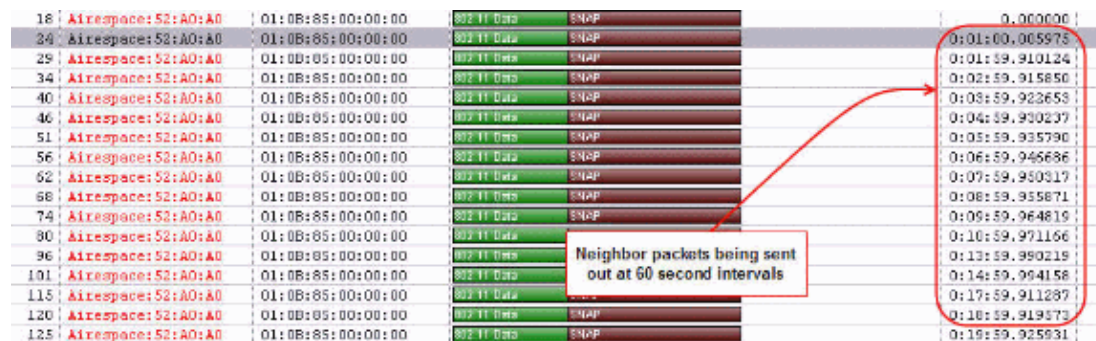 18 Airespace:52:A0:A0 01:0B:85:00:00:00 802.11 Data SNAP 0.000000
24 Airespace:52:A0:A0 01:0B:85:00:00:00 802.11 Data SNAP 0:01:00.005975
29 Airespace:52:A0:A0 01:0B:85:00:00:00 802.11 Data SNAP 0:01:59.910124
34 Airespace:52:A0:A0 01:0B:85:00:00:00 802.11 Data SNAP 0:02:59.915850
40 Airespace:52:A0:A0 01:0B:85:00:00:00 802.11 Data SNAP 0:03:59.922653
46 Airespace:52:A0:A0 01:0B:85:00:00:00 802.11 Data SNAP 0:04:59.930237
51 Airespace:52:A0:A0 01:0B:85:00:00:00 802.11 Data SNAP 0:05:59.935790
56 Airespace:52:A0:A0 01:0B:85:00:00:00 802.11 Data SNAP 0:06:59.946686
62 Airespace:52:A0:A0 01:0B:85:00:00:00 802.11 Data SNAP 0:07:59.950317
68 Airespace:52:A0:A0 01:0B:85:00:00:00 802.11 Data SNAP 0:08:59.955871
74 Airespace:52:A0:A0 01:0B:85:00:00:00 802.11 Data SNAP 0:09:59.964819
80 Airespace:52:A0:A0 01:0B:85:00:00:00 802.11 Data 0:10:59.971166
96 Airespace:52:A0:A0 01:0B:85:00:00:00 802.11 Data 0:13:59.990219
101 Airespace:52:A0:A0 01:0B:85:00:00:00 802.11 Data 0:14:59.994158
115 Airespace:52:A0:A0 01:0B:85:00:00:00 802.11 Data 0:17:59.911287
120 Airespace:52:A0:A0 01:0B:85:00:00:00 802.11 Data SNAP 0:18:59.919573
125 Airespace:52:A0:A0 01:0B:85:00:00:00 802.11 Data SNAP 0:19:59.925931
Neighbor packets being sent
out at 60 second intervals